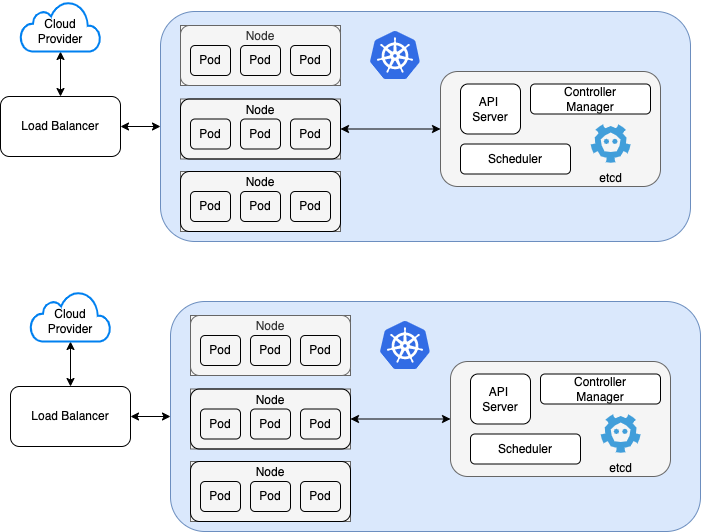 Cloud
Provider
Load Balancer
Node
Pod Pod Pod
Node
Pod Pod Pod
Node
Pod Pod Pod
API
Server
Controller
Manager
Scheduler
etcd
Cloud
Provider
Load Balancer
Node
Pod Pod Pod
Node
Pod Pod Pod
Node
Pod Pod Pod
API
Server
Controller
Manager
Scheduler
etcd